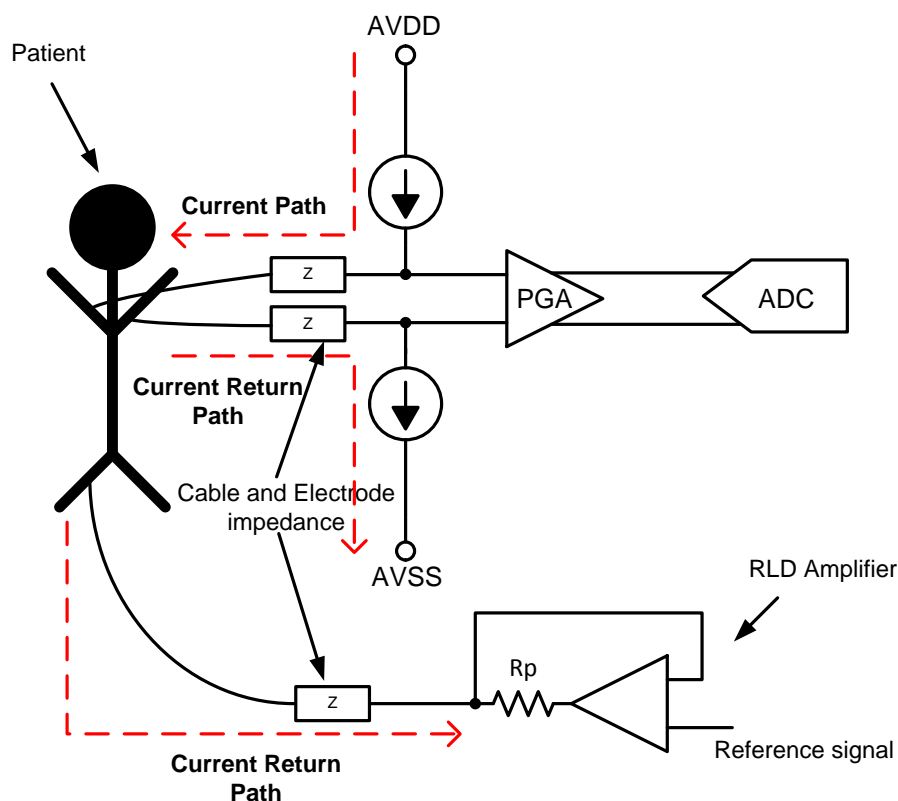 AVDD
Patient
Current Path
Z
PGA
ADC
Z
Current Return
Path
Cable and Electrode
impedance
AVSS
RLD Amplifier
Rp
Z
Reference signal
Current Return
Path